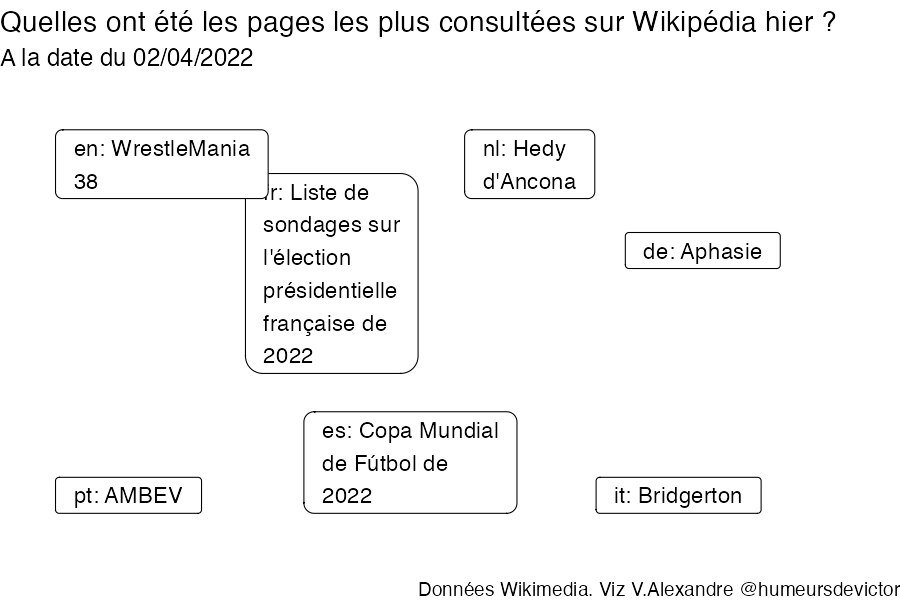 Quelles ont été les pages les plus consultées sur Wikipédia hier ?
A la date du 02/04/2022
en: WrestleMania
38
fr: Liste de
sondages sur
l'élection
présidentielle
française de
2022
nl: Hedy
d'Ancona
de: Aphasie
es: Copa Mundial
de Fútbol de
2022
pt: AMBEV
it: Bridgerton
Données Wikimedia. Viz V.Alexandre @humeursdevictor